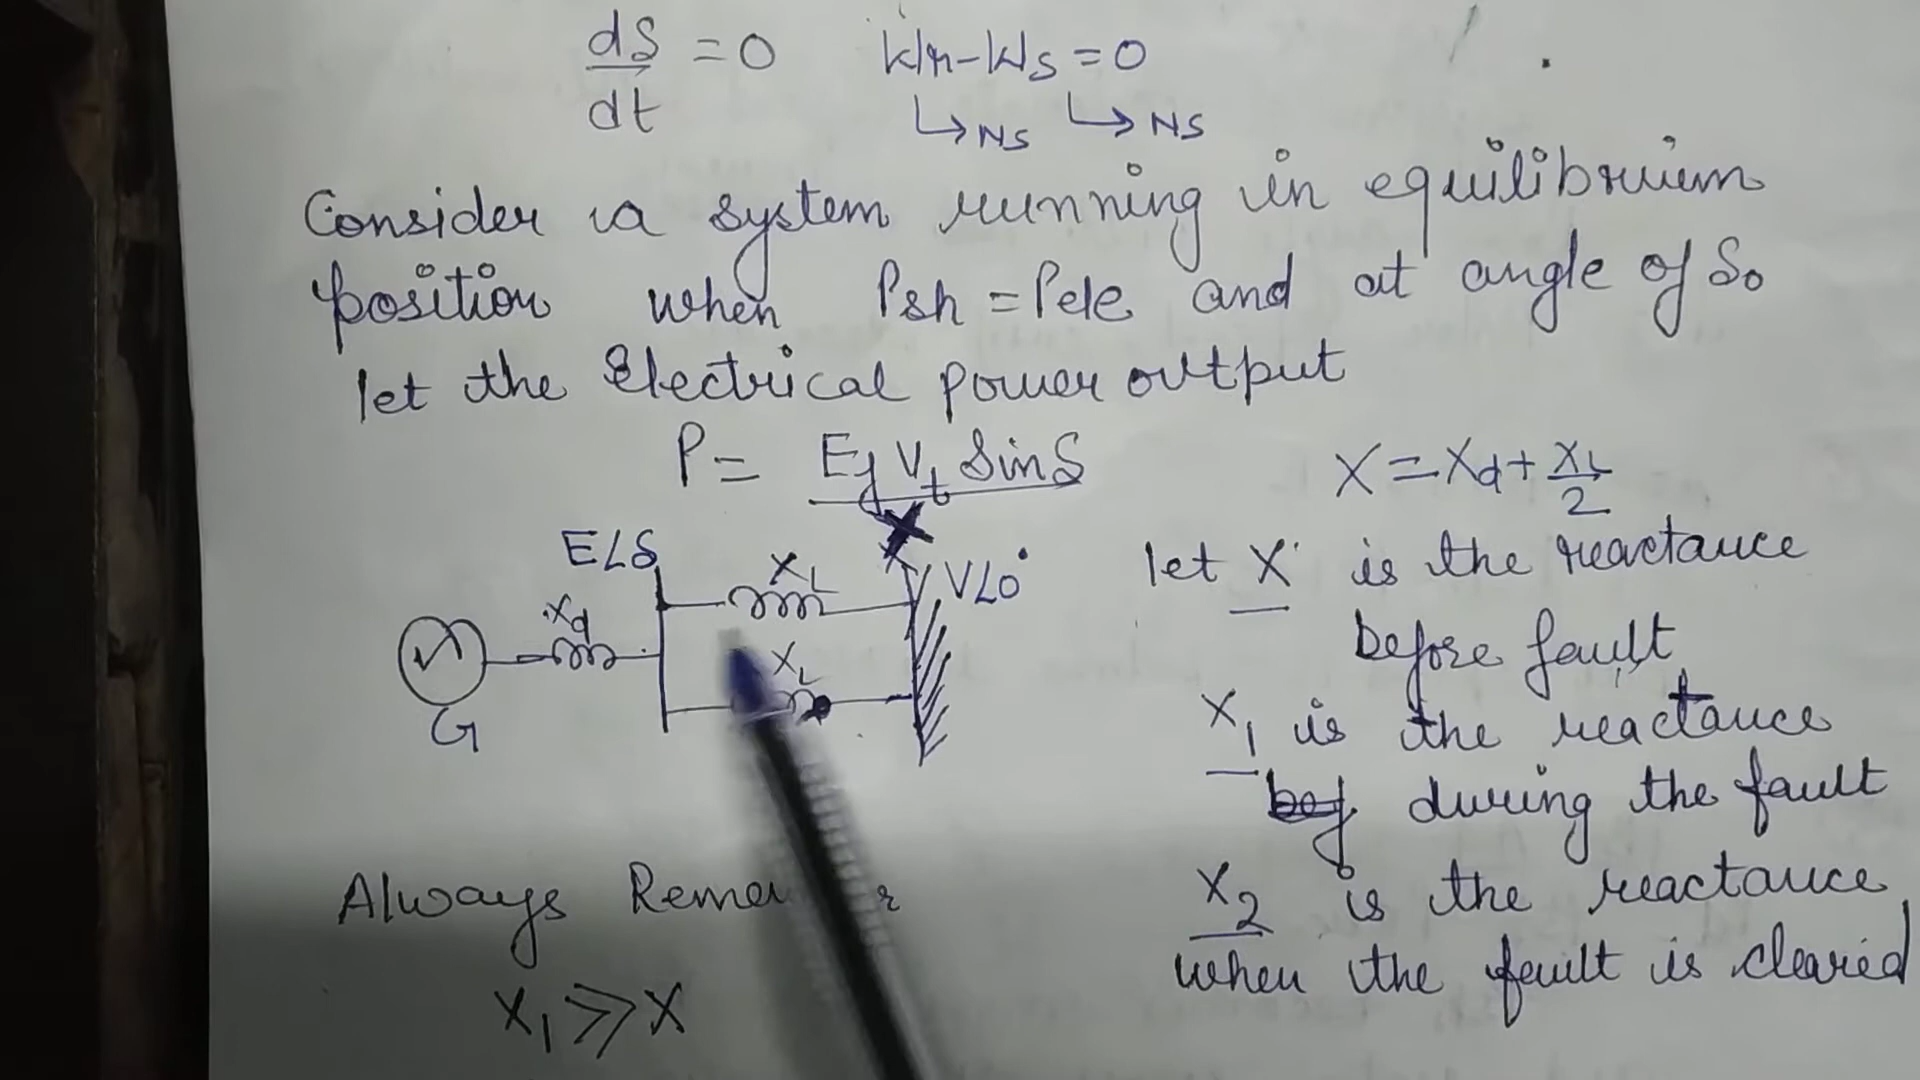 dδ/dt = 0    Wr - Ws = 0
↳ NS    ↳ NS
Consider a system running in equilibrium
position when Psh = Pele and at angle of δ₀
let the Electrical power output
P = Ef Vt Sinδ / X
X = Xd + XL/2
E∠δ
XL
V∠0°
Xd
XL
G
let X is the reactance
before fault
X₁ is the reactance
during the fault
X₂ is the reactance
when the fault is cleared
Always
X₁ >> X